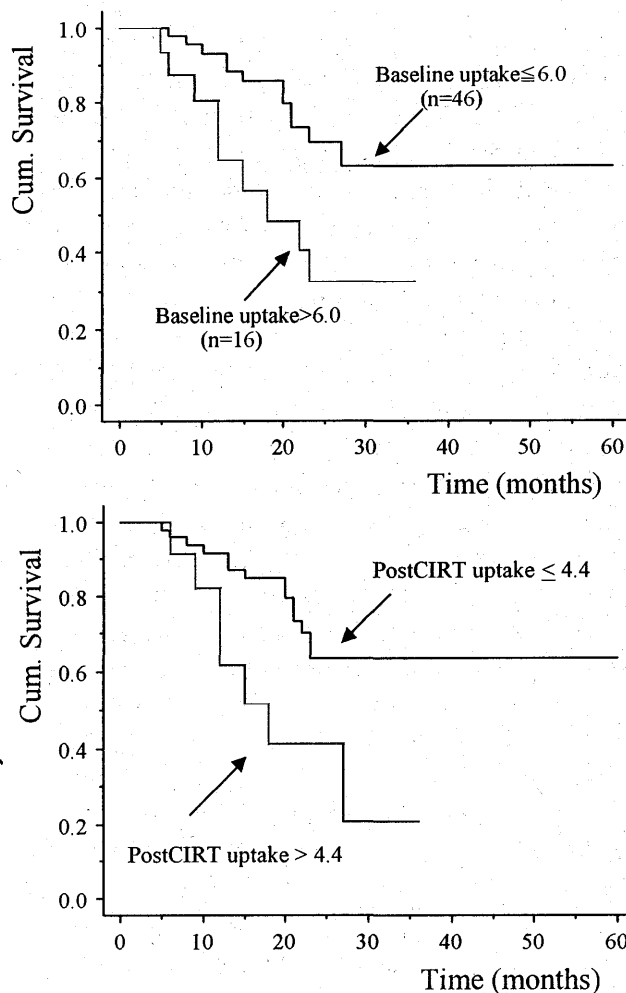 Cum. Survival
1.0
0.8
0.6
0.4
0.2
0.0
Baseline uptake≦6.0
(n=46)
Baseline uptake>6.0
(n=16)
0 10 20 30 40 50 60
Time (months)
Cum. Survival
1.0
0.8
0.6
0.4
0.2
0.0
PostCIRT uptake ≤ 4.4
PostCIRT uptake > 4.4
0 10 20 30 40 50 60
Time (months)